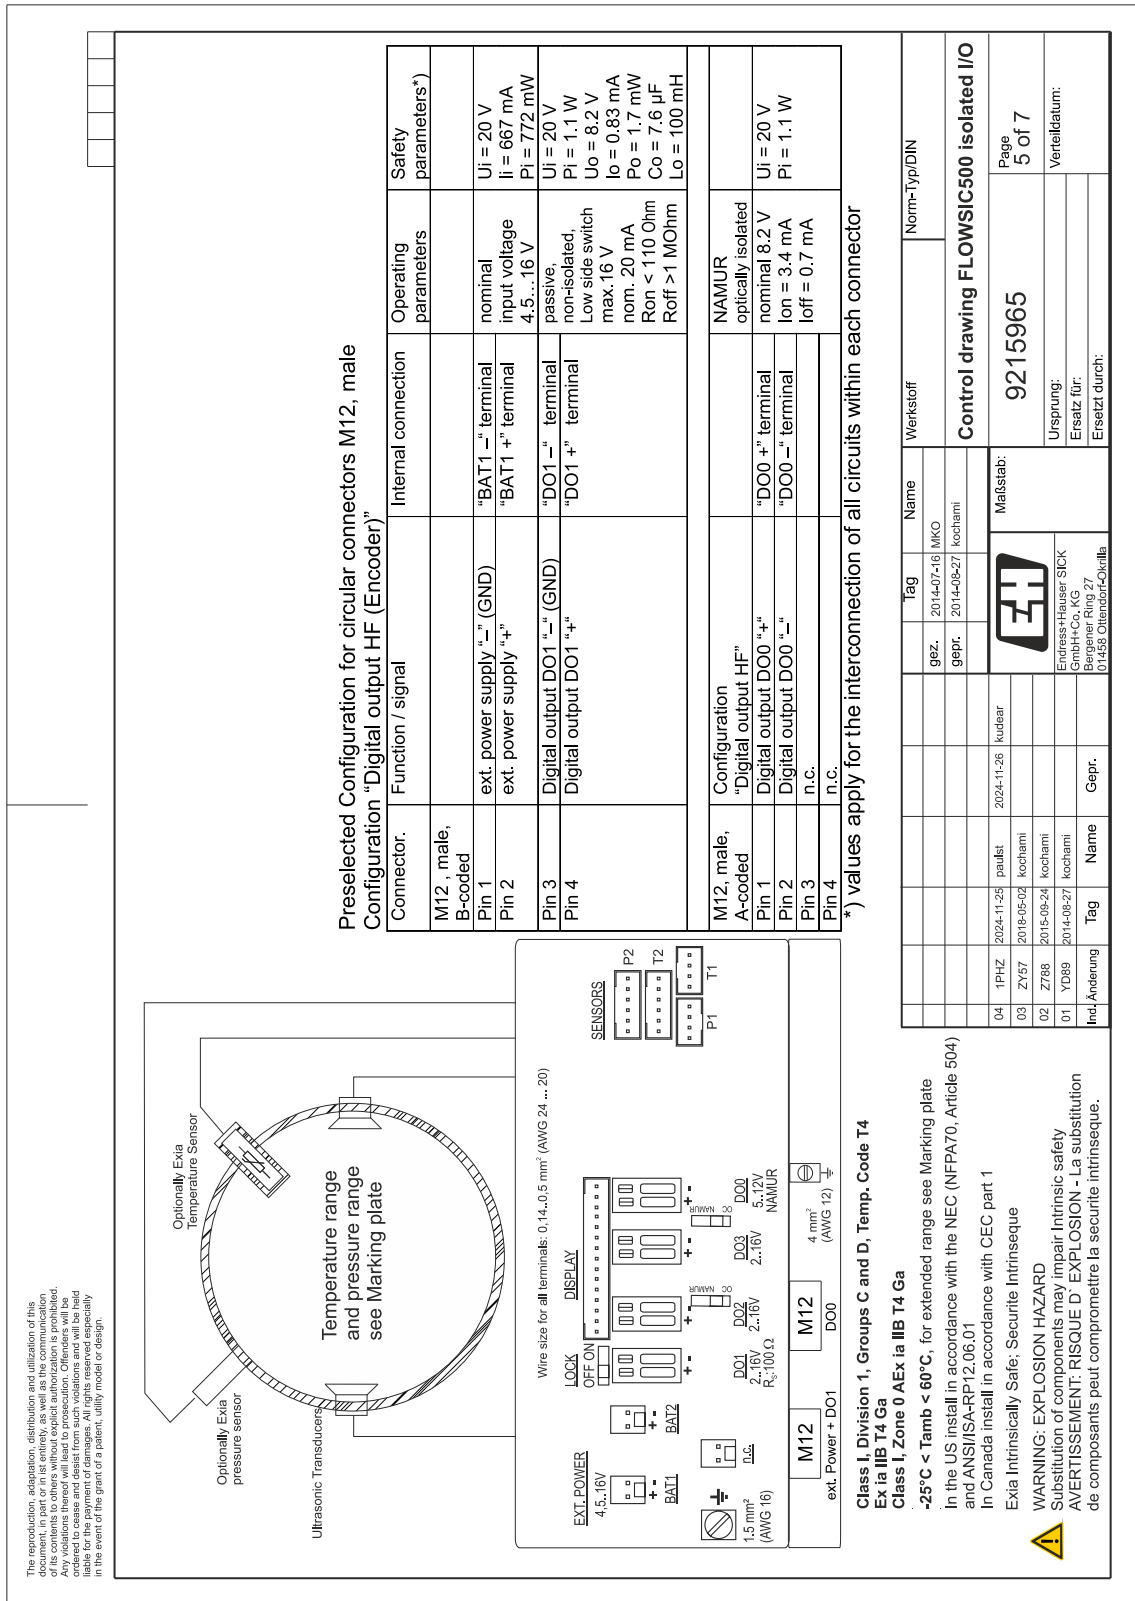 The reproduction, adaptation, distribution and utilization of this
document, in part or in ist entirety, as well as the communication
of its contents to others without explicit authorization is prohibited.
Any violations thereof will lead to prosecution. Offenders will be
ordered to cease and desist from such violations and will be held
liable for the payment of damages. All rights reserved especially
in the event of the grant of a patent, utility model or design.
Optionally Exia
pressure sensor
Optionally Exia
Temperature Sensor
Ultrasonic Transducers
Temperature range
and pressure range
see Marking plate
Wire size for all terminals: 0,14..0.5 mm² (AWG 24 ... 20)
EXT. POWER
4,5..16V
+ -
BAT1
+ -
BAT2
n.c.
1.5 mm²
(AWG 16)
LOCK
OFF ON
DISPLAY
SENSORS
+ -
DO1
2..16V
Rs:100 Ω
+ -
DO2
2..16V
OC NAMUR
+ -
DO3
2..16V
OC NAMUR
+ -
DO0
5..12V
NAMUR
P2
T2
P1
T1
M12
ext. Power + DO1
M12
DO0
4 mm²
(AWG 12)
Class I, Division 1, Groups C and D, Temp. Code T4
Ex ia IIB T4 Ga
Class I, Zone 0 AEx ia IIB T4 Ga
-25°C < Tamb < 60°C, for extended range see Marking plate
In the US install in accordance with the NEC (NFPA70, Article 504)
and ANSI/ISA-RP12.06.01
In Canada install in accordance with CEC part 1
Exia Intrinsically Safe; Securite Intrinseque
WARNING: EXPLOSION HAZARD
Substitution of components may impair Intrinsic safety
AVERTISSEMENT: RISQUE D` EXPLOSION - La substitution
de composants peut compromettre la securite intrinseque.
Preselected Configuration for circular connectors M12, male
Configuration “Digital output HF (Encoder)”
Connector. Function / signal Internal connection Operating parameters Safety parameters*)
M12 , male,
B-coded
Pin 1 ext. power supply “–” (GND) “BAT1 –“ terminal nominal Ui = 20 V
Pin 2 ext. power supply “+” “BAT1 +” terminal input voltage Ii = 667 mA
4.5… 16 V Pi = 772 mW
Pin 3 Digital output DO1 “–“ (GND) “DO1 –“ terminal passive, Ui = 20 V
Pin 4 Digital output DO1 “+“ “DO1 +” terminal non-isolated, Pi = 1.1 W
Low side switch Uo = 8.2 V
max.16 V Io = 0.83 mA
nom. 20 mA Po = 1.7 mW
Ron < 110 Ohm Co = 7.6 µF
Roff >1 MOhm Lo = 100 mH
M12, male, Configuration NAMUR
A-coded “Digital output HF” optically isolated
Pin 1 Digital output DO0 “+“ “DO0 +” terminal nominal 8.2 V Ui = 20 V
Pin 2 Digital output DO0 “–“ “DO0 –“ terminal Ion = 3.4 mA Pi = 1.1 W
Pin 3 n.c. Ioff = 0.7 mA
Pin 4 n.c.
*) values apply for the interconnection of all circuits within each connector
04 1PHZ 2024-11-25 paulst 2024-11-26 kudear
03 ZY57 2018-05-02 kochami
02 Z788 2015-09-24 kochami
01 YD89 2014-08-27 kochami
Ind. Änderung Tag Name Gepr.
Tag Name
gez. 2014-07-16 MKO
gepr. 2014-08-27 kochami
EH
Endress+Hauser SICK
GmbH+Co. KG
Bergener Ring 27
01458 Ottendorf-Okrilla
Maßstab:
Werkstoff
Norm-Typ/DIN
Control drawing FLOWSIC500 isolated I/O
9215965
Page
5 of 7
Ursprung:
Ersatz für:
Ersetzt durch:
Verteildatum: